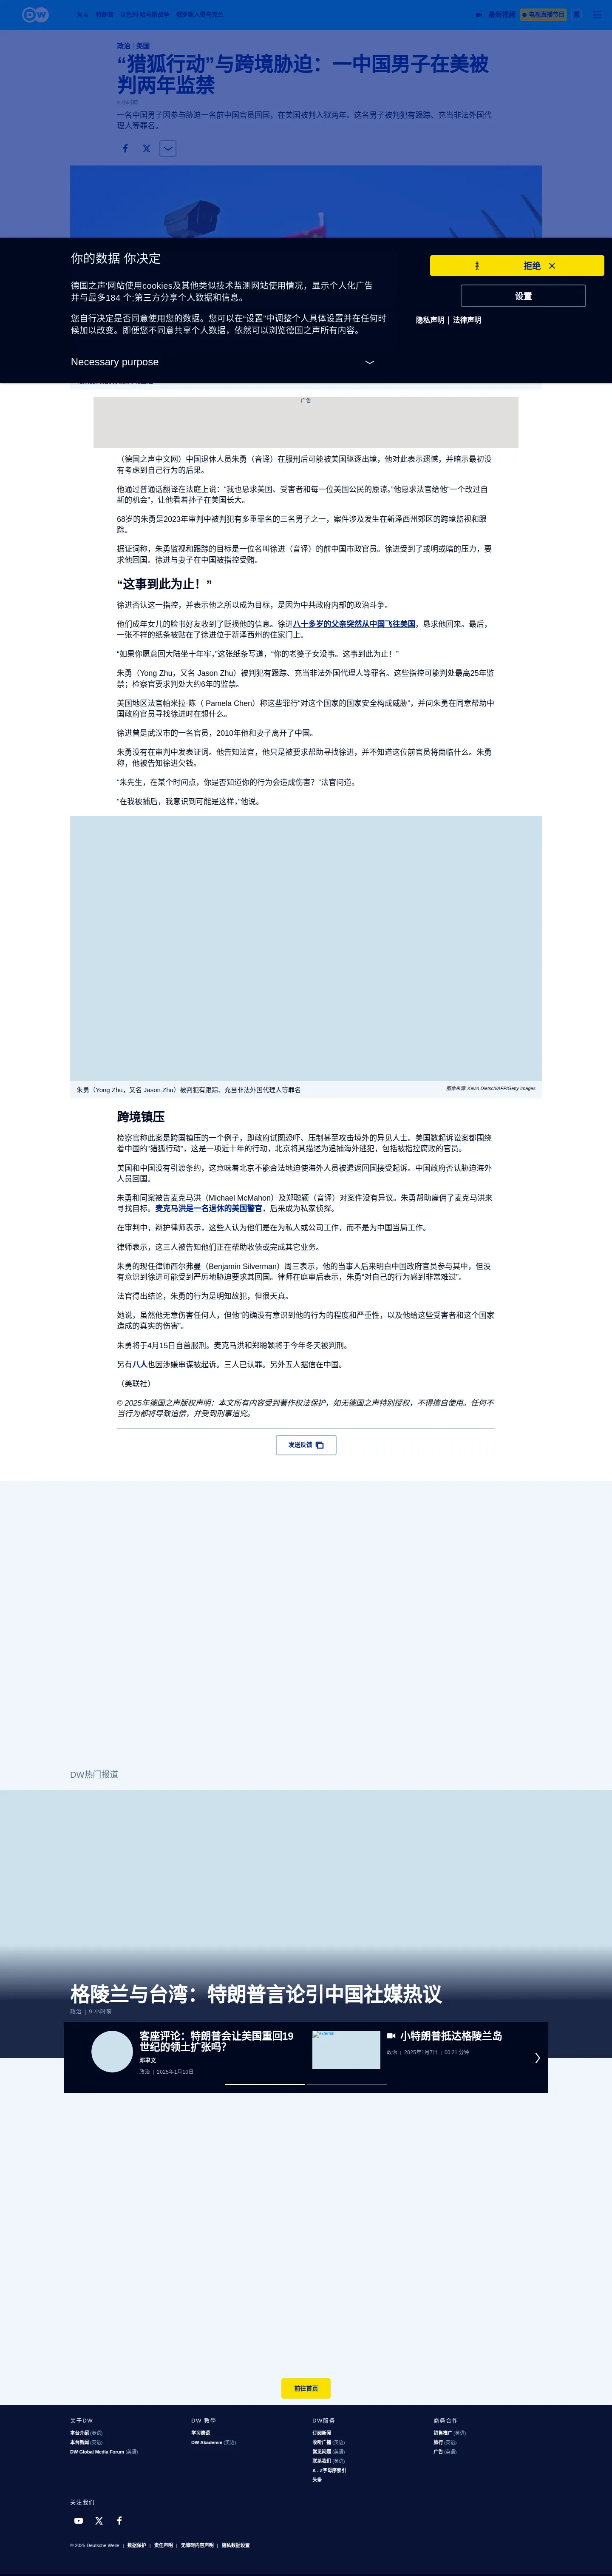 DW
特朗普
以色列-哈马斯战争
俄罗斯入侵乌克兰
最新视频
电视直播节目
政治 | 美国
“猎狐行动”与跨境胁迫：一中国男子在美被
判两年监禁
9 小时前
一名中国男子因参与胁迫一名前中国官员回国，在美国被判入狱两年。这名男子被判犯有跟踪、充当非法外国代
理人等罪名。
你的数据 你决定
德国之声'网站使用cookies及其他类似技术监测网站使用情况，显示个人化广告
并与最多184 个;第三方分享个人数据和信息。
您自行决定是否同意使用您的数据。您可以在“设置”中调整个人具体设置并在任何时
候加以改变。即便您不同意共享个人数据，依然可以浏览德国之声所有内容。
Necessary purpose
拒绝
设置
隐私声明 | 法律声明
广告
（德国之声中文网）中国退休人员朱勇（音译）在服刑后可能被美国驱逐出境，他对此表示遗憾，并暗示最初没
有考虑到自己行为的后果。
他通过普通话翻译在法庭上说：“我也恳求美国、受害者和每一位美国公民的原谅。”他恳求法官给他“一个改过自
新的机会”，让他看着孙子在美国长大。
68岁的朱勇是2023年审判中被判犯有多重罪名的三名男子之一，案件涉及发生在新泽西州郊区的跨境监视和跟
踪。
据证词称，朱勇监视和跟踪的目标是一位名叫徐进（音译）的前中国市政官员。徐进受到了或明或暗的压力，要
求他回国。徐进与妻子在中国被指控受贿。
“这事到此为止！”
徐进否认这一指控，并表示他之所以成为目标，是因为中共政府内部的政治斗争。
他们成年女儿的脸书好友收到了贬损他的信息。徐进八十多岁的父亲突然从中国飞往美国，恳求他回来。最后，
一张不祥的纸条被贴在了徐进位于新泽西州的住家门上。
“如果你愿意回大陆坐十年牢，”这张纸条写道，“你的老婆子女没事。这事到此为止！”
朱勇（Yong Zhu，又名 Jason Zhu）被判犯有跟踪、充当非法外国代理人等罪名。这些指控可能判处最高25年监
禁；检察官要求判处大约6年的监禁。
美国地区法官帕米拉·陈（ Pamela Chen）称这些罪行“对这个国家的国家安全构成威胁”，并问朱勇在同意帮助中
国政府官员寻找徐进时在想什么。
徐进曾是武汉市的一名官员，2010年他和妻子离开了中国。
朱勇没有在审判中发表证词。他告知法官，他只是被要求帮助寻找徐进，并不知道这位前官员将面临什么。朱勇
称，他被告知徐进欠钱。
“朱先生，在某个时间点，你是否知道你的行为会造成伤害？”法官问道。
“在我被捕后，我意识到可能是这样，”他说。
朱勇（Yong Zhu，又名 Jason Zhu）被判犯有跟踪、充当非法外国代理人等罪名
图像来源: Kevin Dietsch/AFP/Getty Images
跨境镇压
检察官称此案是跨国镇压的一个例子，即政府试图恐吓、压制甚至攻击境外的异见人士。美国数起诉讼案都围绕
着中国的“猎狐行动”，这是一项近十年的行动，北京将其描述为追捕海外逃犯，包括被指控腐败的官员。
美国和中国没有引渡条约，这意味着北京不能合法地迫使海外人员被遣返回国接受起诉。中国政府否认胁迫海外
人员回国。
朱勇和同案被告麦克马洪（Michael McMahon）及郑聪颖（音译）对案件没有异议。朱勇帮助雇佣了麦克马洪来
寻找目标。麦克马洪是一名退休的美国警官，后来成为私家侦探。
在审判中，辩护律师表示，这些人认为他们是在为私人或公司工作，而不是为中国当局工作。
律师表示，这三人被告知他们正在帮助收债或完成其它业务。
朱勇的现任律师西尔弗曼（Benjamin Silverman）周三表示，他的当事人后来明白中国政府官员参与其中，但没
有意识到徐进可能受到严厉地胁迫要求其回国。律师在庭审后表示，朱勇“对自己的行为感到非常难过”。
法官得出结论，朱勇的行为是明知故犯，但很天真。
她说，虽然他无意伤害任何人，但他“的确没有意识到他的行为的程度和严重性，以及他给这些受害者和这个国家
造成的真实的伤害”。
朱勇将于4月15日自首服刑。麦克马洪和郑聪颖将于今年冬天被判刑。
另有八人也因涉嫌串谋被起诉。三人已认罪。另外五人据信在中国。
（美联社）
© 2025年德国之声版权声明：本文所有内容受到著作权法保护，如无德国之声特别授权，不得擅自使用。任何不
当行为都将导致追偿，并受到刑事追究。
发送反馈
DW热门报道
格陵兰与台湾：特朗普言论引中国社媒热议
政治 | 9 小时前
客座评论：特朗普会让美国重回19
世纪的领土扩张吗？
邓聿文
政治 | 2025年1月10日
小特朗普抵达格陵兰岛
政治 | 2025年1月7日 | 00:21 分钟
前往首页
关于DW
本台介绍 (英语)
本台新闻 (英语)
DW Global Media Forum (英语)
DW 教學
学习德语
DW Akademie (英语)
DW服务
订阅新闻
收听广播 (英语)
常见问题 (英语)
联系我们 (英语)
A - Z字母序索引
头条
商务合作
销售推广 (英语)
旅行 (英语)
广告 (英语)
关注我们
© 2025 Deutsche Welle | 数据保护 | 责任声明 | 无障碍内容声明 | 隐私数据设置